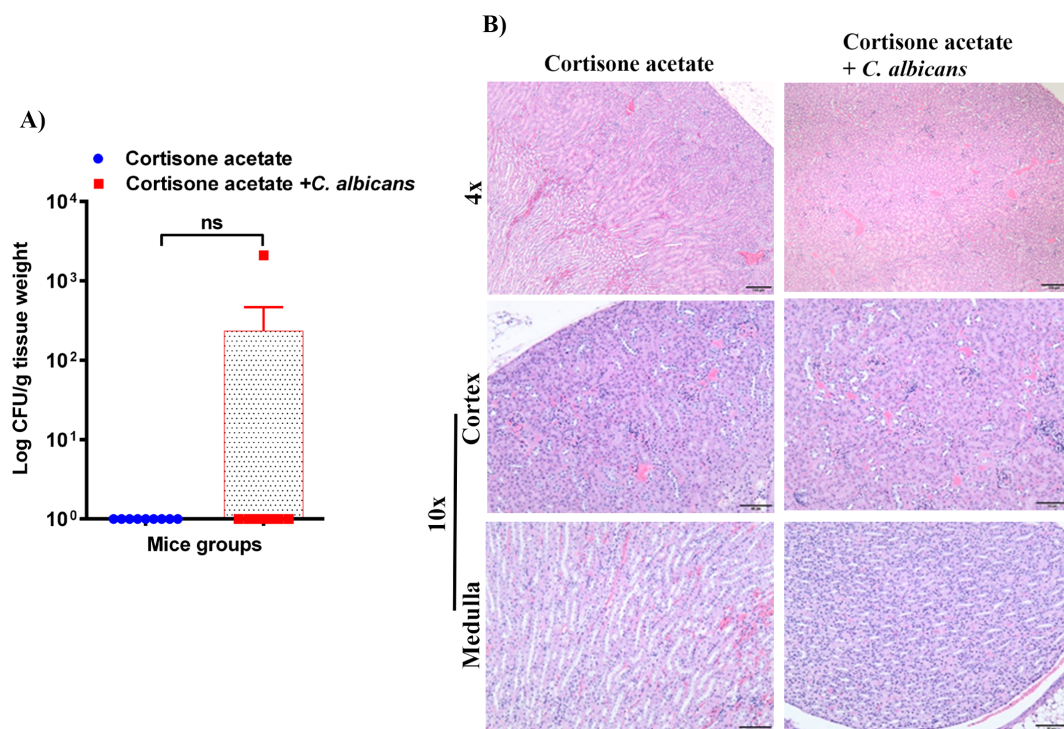 A)
Cortisone acetate
Cortisone acetate +C. albicans
ns
10⁴
10³
10²
10¹
10⁰
Log CFU/g tissue weight
Mice groups
B)
Cortisone acetate
Cortisone acetate
+ C. albicans
4x
10x
Cortex
Medulla